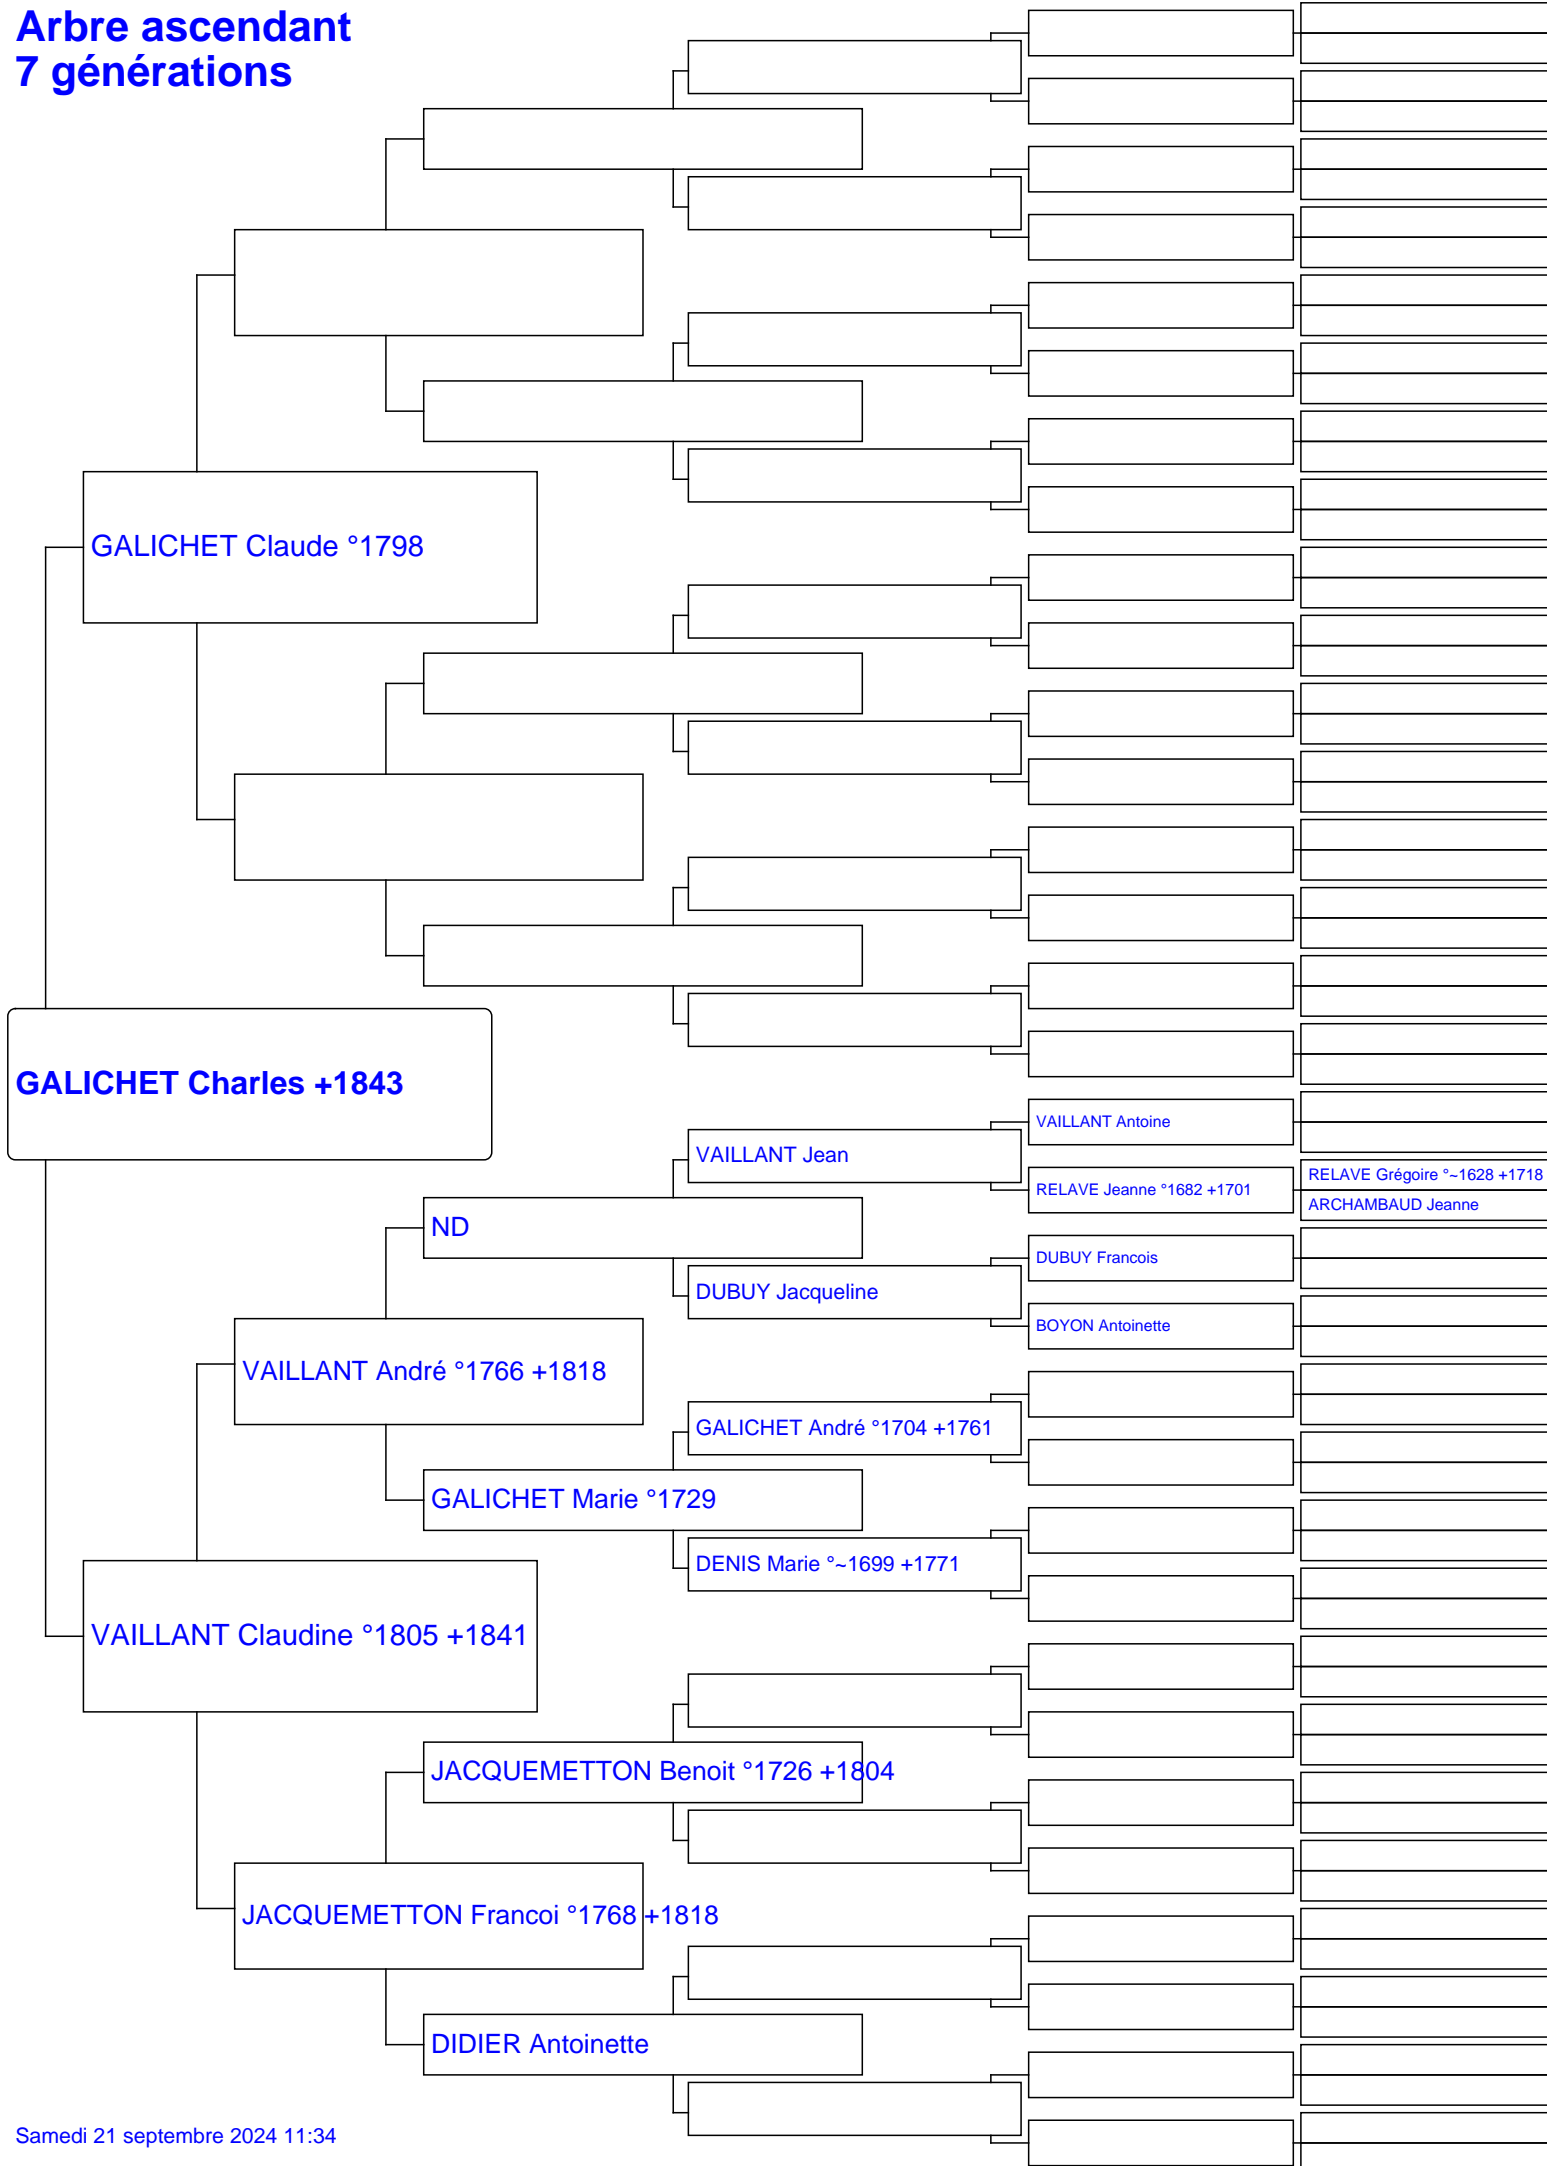 Arbre ascendant
7 générations
GALICHET Claude °1798
GALICHET Charles +1843
VAILLANT Antoine
VAILLANT Jean
RELAVE Grégoire °~1628 +1718
RELAVE Jeanne °1682 +1701
ARCHAMBAUD Jeanne
ND
DUBUY Francois
DUBUY Jacqueline
BOYON Antoinette
VAILLANT André °1766 +1818
GALICHET André °1704 +1761
GALICHET Marie °1729
DENIS Marie °~1699 +1771
VAILLANT Claudine °1805 +1841
JACQUEMETTON Benoit °1726 +1804
JACQUEMETTON Francoi °1768 +1818
DIDIER Antoinette
Samedi 21 septembre 2024 11:34